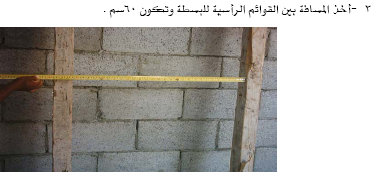 ٣ -أخذ المسافة بين القوائم الرأسية للبسطة وتكون ٦٠سم .